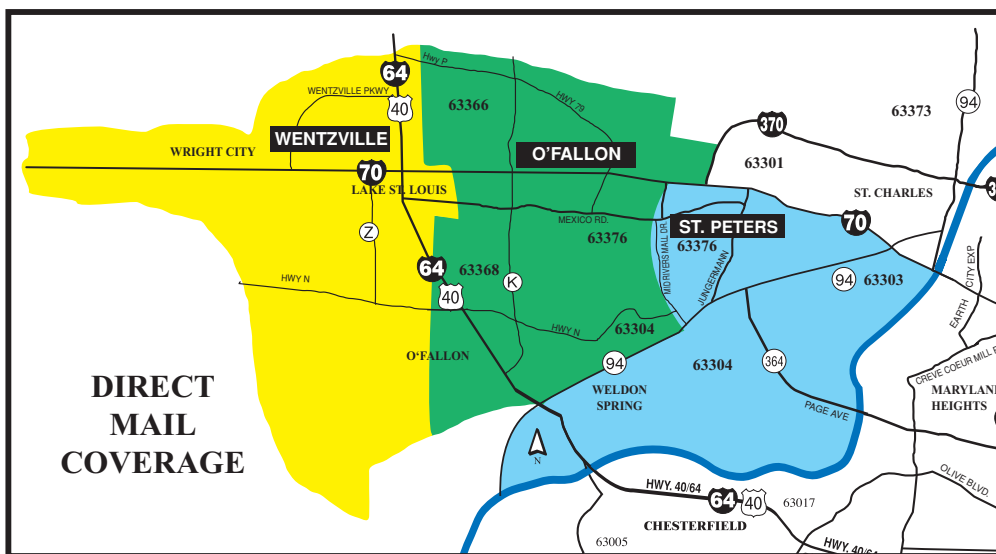 64
Hwy P
WENTZVILLE PKWY
40
HWY 79
63366
63373
94
370
WENTZVILLE
O'FALLON
63301
WRIGHT CITY
70
LAKE ST. LOUIS
ST. CHARLES
MEXICO RD.
ST. PETERS
70
Z
63376
63376
MID RIVERS MALL DR.
JUNGERMANN
64
63368
K
94
63303
HWY N
40
EARTH
CITY EXP
HWY N
63304
O'FALLON
94
63304
364
CREVE COEUR MILL
DIRECT
MAIL
COVERAGE
WELDON
SPRING
PAGE AVE
MARYLAND
HEIGHTS
N
HWY. 40/64
64
40
63017
OLIVE BLVD.
CHESTERFIELD
63005
HWY. 40/64